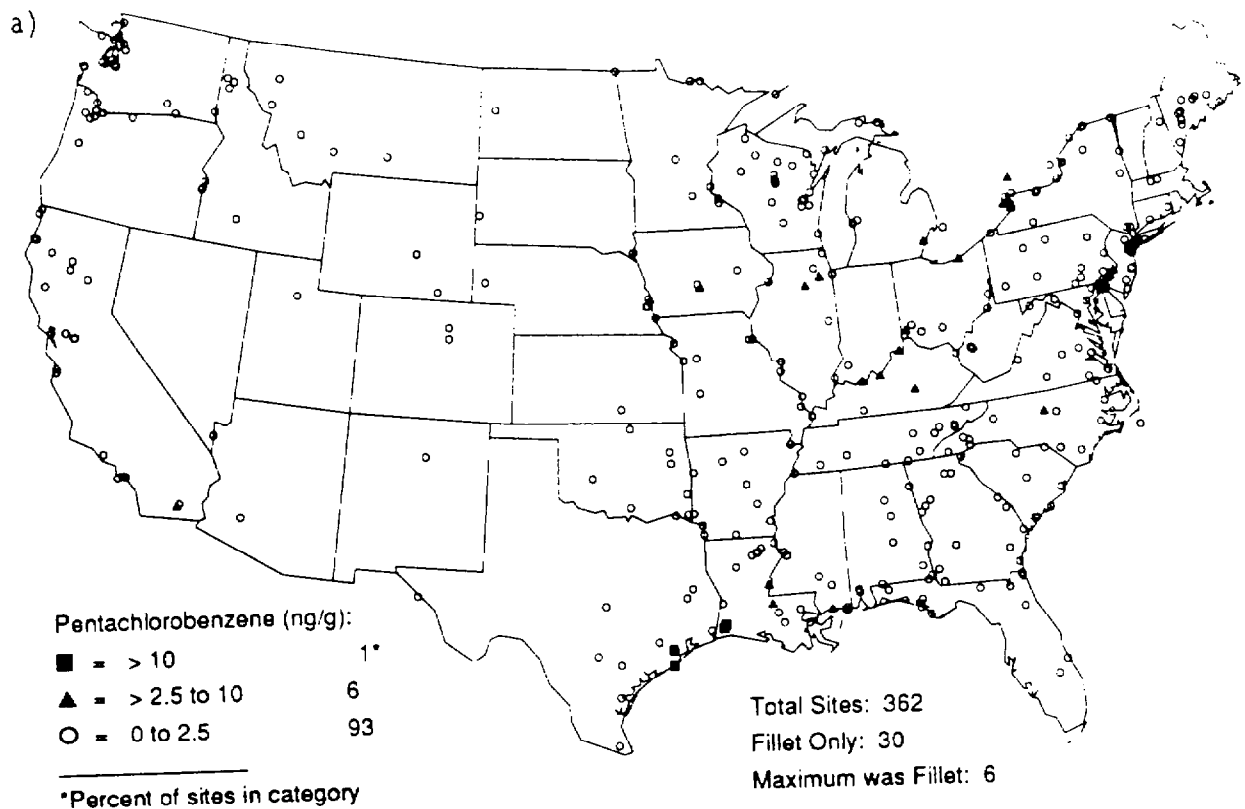 a)
Pentachlorobenzene (ng/g):
■ = > 10 1*
▲ = > 2.5 to 10 6
○ = 0 to 2.5 93
*Percent of sites in category
Total Sites: 362
Fillet Only: 30
Maximum was Fillet: 6